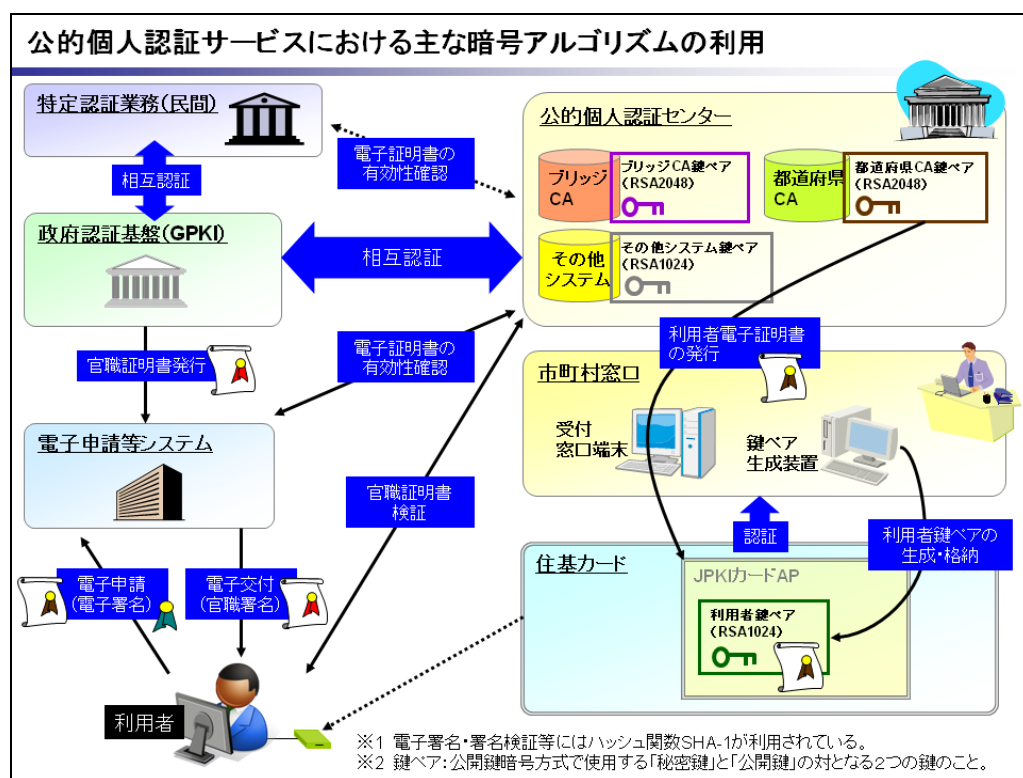 公的個人認証サービスにおける主な暗号アルゴリズムの利用
特定認証業務(民間)
相互認証
政府認証基盤(GPKI)
電子証明書の
有効性確認
相互認証
公的個人認証センター
ブリッジ
CA
ブリッジCA鍵ペア
(RSA2048)
都道府県
CA
都道府県CA鍵ペア
(RSA2048)
その他
システム
その他システム鍵ペア
(RSA1024)
官職証明書発行
電子証明書の
有効性確認
利用者電子証明書
の発行
市町村窓口
受付
窓口端末
鍵ペア
生成装置
電子申請等システム
官職証明書
検証
認証
利用者鍵ペアの
生成・格納
住基カード
JPKIカードAP
利用者鍵ペア
(RSA1024)
電子申請
(電子署名)
電子交付
(官職署名)
利用者
※1 電子署名・署名検証等にはハッシュ関数SHA-1が利用されている。
※2 鍵ペア：公開鍵暗号方式で使用する「秘密鍵」と「公開鍵」の対となる2つの鍵のこと。